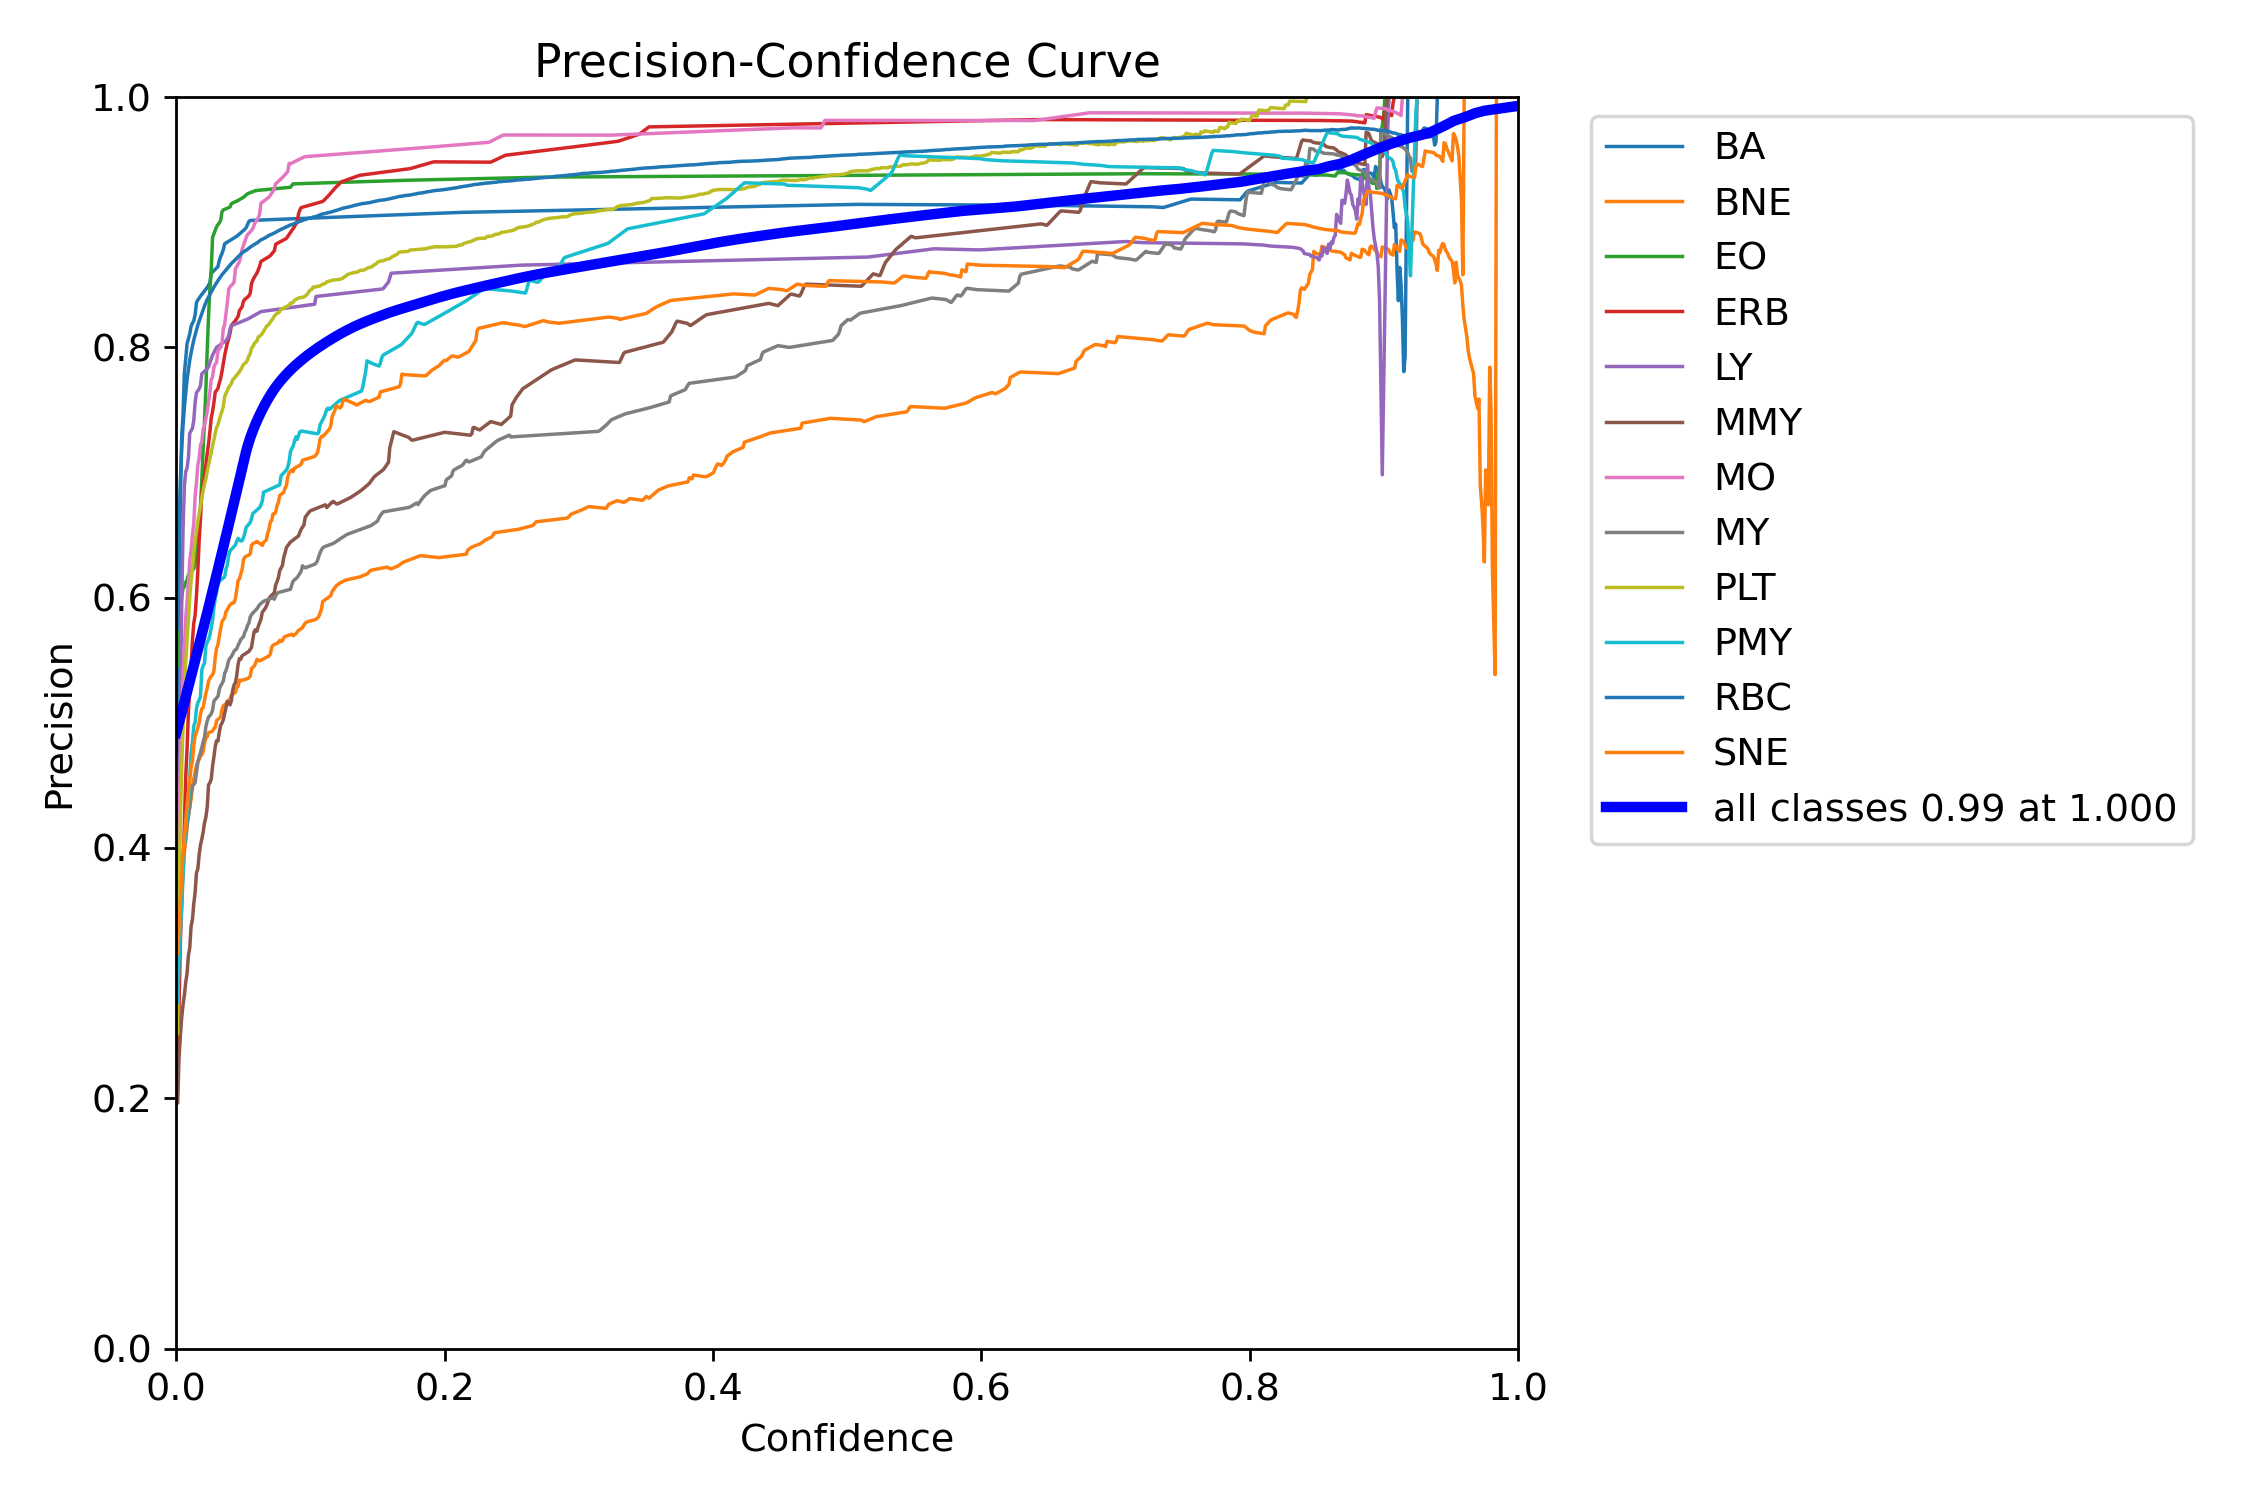 Precision-Confidence Curve
1.0
0.8
0.6
0.4
0.2
0.0
Precision
0.0 0.2 0.4 0.6 0.8 1.0
Confidence
BA
BNE
EO
ERB
LY
MMY
MO
MY
PLT
PMY
RBC
SNE
all classes 0.99 at 1.000